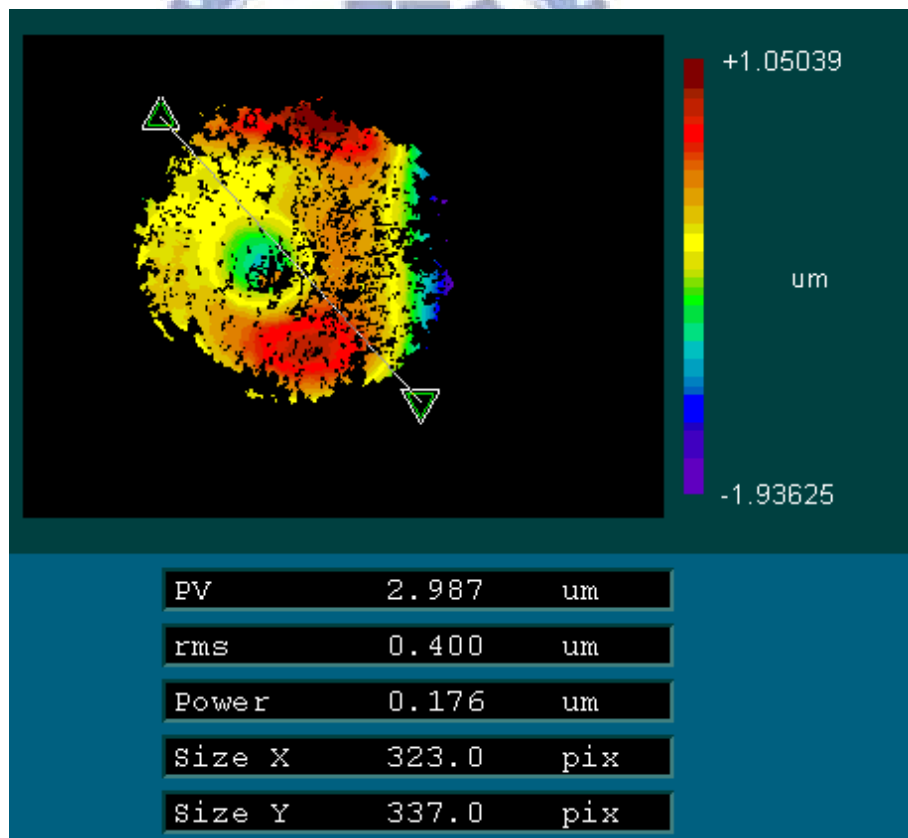 +1.05039
um
-1.93625
PV 2.987 um
rms 0.400 um
Power 0.176 um
Size X 323.0 pix
Size Y 337.0 pix